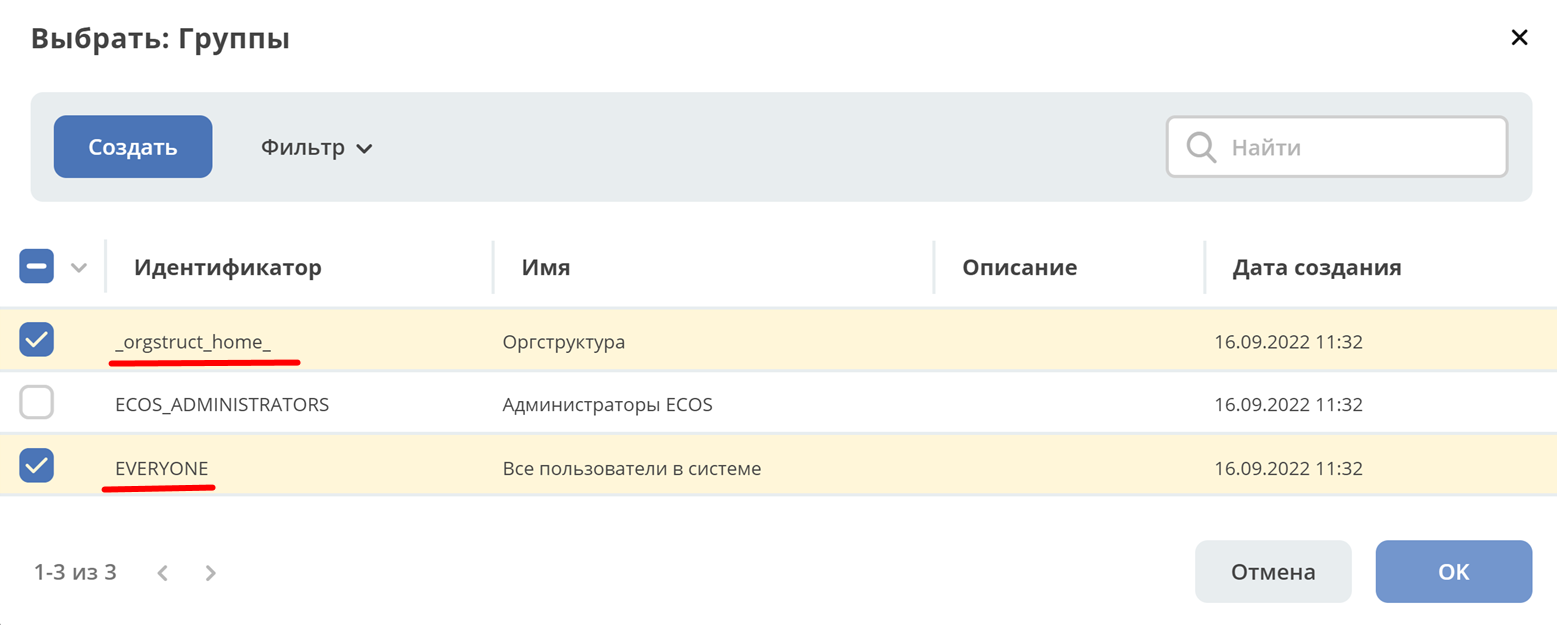 Выбрать: Группы
Создать Фильтр Найти
Идентификатор Имя Описание Дата создания
_orgstruct_home_ Оргструктура 16.09.2022 11:32
ECOS_ADMINISTRATORS Администраторы ECOS 16.09.2022 11:32
EVERYONE Все пользователи в системе 16.09.2022 11:32
1-3 из 3 Отмена OK